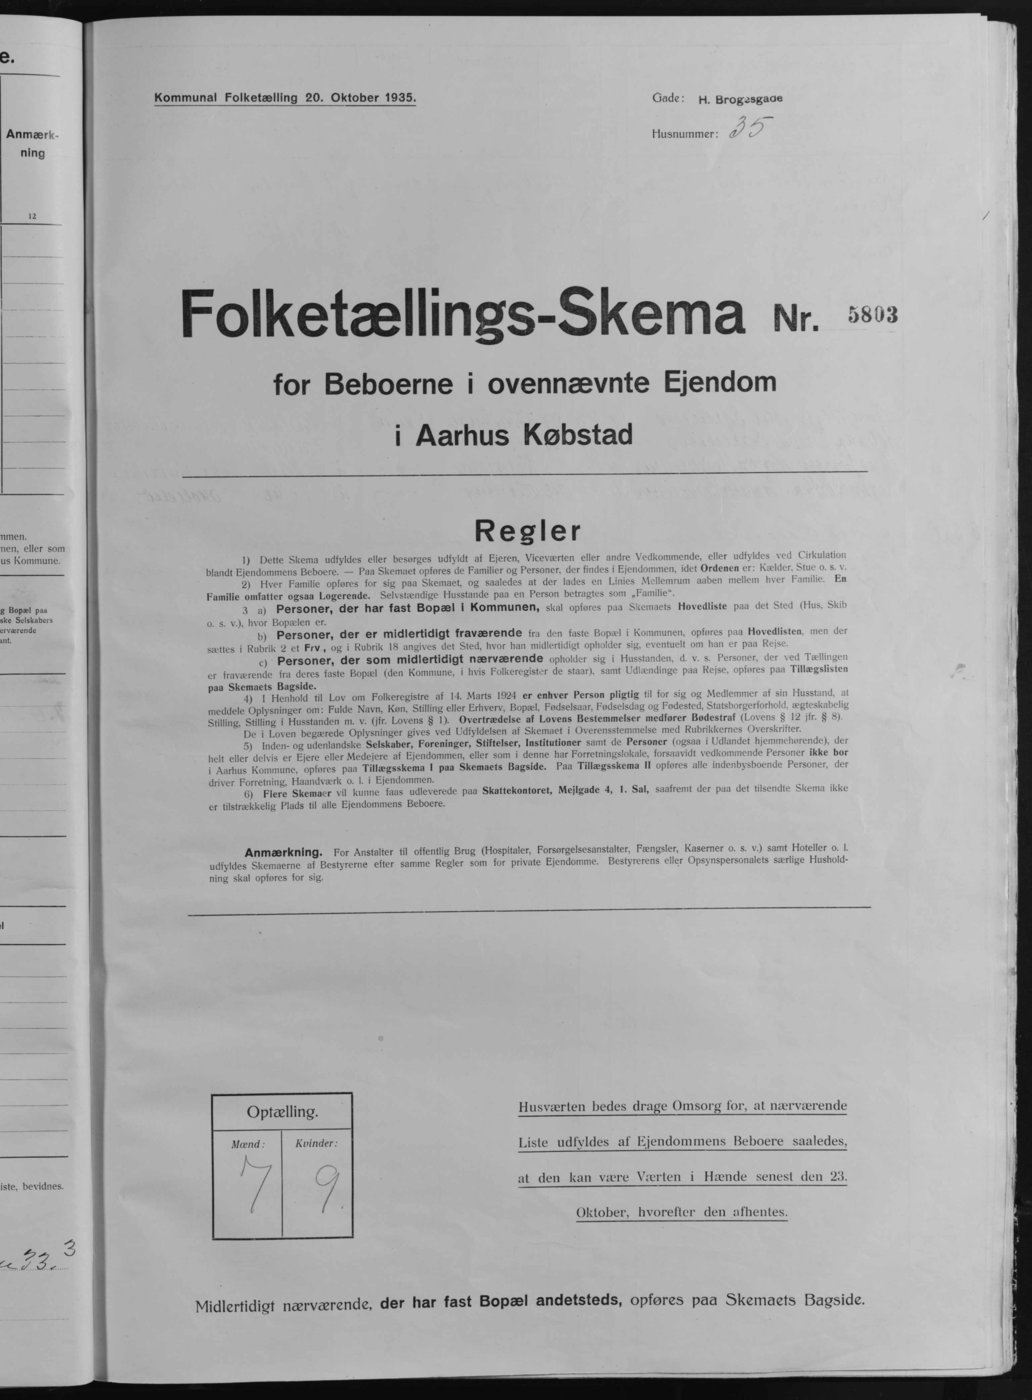 e.
Anmærk-
ning
12
mmen.
nen, eller som
us Kommune.
g Bopæl paa
ske Selskabers
erværende
ant.
el
iste, bevidnes.
33.³
Kommunal Folketælling 20. Oktober 1935.
Gade: H. Brogesgade
Husnummer: 35
Folketællings-Skema Nr. 5803
for Beboerne i ovennævnte Ejendom
i Aarhus Købstad
Regler
1) Dette Skema udfyldes eller besørges udfyldt af Ejeren, Viceværten eller andre Vedkommende, eller udfyldes ved Cirkulation
blandt Ejendommens Beboere. — Paa Skemaet opføres de Familier og Personer, der findes i Ejendommen, idet Ordenen er: Kælder, Stue o. s. v.
2) Hver Familie opføres for sig paa Skemaet, og saaledes at der lades en Linies Mellemrum aaben mellem hver Familie. En
Familie omfatter ogsaa Logerende. Selvstændige Husstande paa en Person betragtes som „Familie“.
3 a) Personer, der har fast Bopæl i Kommunen, skal opføres paa Skemaets Hovedliste paa det Sted (Hus, Skib
o. s. v.), hvor Bopælen er.
b) Personer, der er midlertidigt fraværende fra den faste Bopæl i Kommunen, opføres paa Hovedlisten, men der
sættes i Rubrik 2 et Frv., og i Rubrik 18 angives det Sted, hvor han midlertidigt opholder sig, eventuelt om han er paa Rejse.
c) Personer, der som midlertidigt nærværende opholder sig i Husstanden, d. v. s. Personer, der ved Tællingen
er fraværende fra deres faste Bopæl (den Kommune, i hvis Folkeregister de staar), samt Udlændinge paa Rejse, opføres paa Tillægslisten
paa Skemaets Bagside.
4) I Henhold til Lov om Folkeregistre af 14. Marts 1924 er enhver Person pligtig til for sig og Medlemmer af sin Husstand, at
meddele Oplysninger om: Fulde Navn, Køn, Stilling eller Erhverv, Bopæl, Fødselsaar, Fødselsdag og Fødested, Statsborgerforhold, ægteskabelig
Stilling, Stilling i Husstanden m. v. (jfr. Lovens § 1). Overtrædelse af Lovens Bestemmelser medfører Bødestraf (Lovens § 12 jfr. § 8).
De i Loven begærede Oplysninger gives ved Udfyldelsen af Skemaet i Overensstemmelse med Rubrikkernes Overskrifter.
5) Inden- og udenlandske Selskaber, Foreninger, Stiftelser, Institutioner samt de Personer (ogsaa i Udlandet hjemmehørende), der
helt eller delvis er Ejere eller Medejere af Ejendommen, eller som i denne har Forretningslokale, forsaavidt vedkommende Personer ikke bor
i Aarhus Kommune, opføres paa Tillægsskema I paa Skemaets Bagside. Paa Tillægsskema II opføres alle indenbysboende Personer, der
driver Forretning, Haandværk o. l. i Ejendommen.
6) Flere Skemaer vil kunne faas udleverede paa Skattekontoret, Mejlgade 4, 1. Sal, saafremt der paa det tilsendte Skema ikke
er tilstrækkelig Plads til alle Ejendommens Beboere.
Anmærkning. For Anstalter til offentlig Brug (Hospitaler, Forsørgelsesanstalter, Fængsler, Kaserner o. s. v.) samt Hoteller o. l.
udfyldes Skemaerne af Bestyrerne efter samme Regler som for private Ejendomme. Bestyrerens eller Opsynspersonalets særlige Hushold-
ning skal opføres for sig.
Optælling.
Mænd: Kvinder:
7 9.
Husværten bedes drage Omsorg for, at nærværende
Liste udfyldes af Ejendommens Beboere saaledes,
at den kan være Værten i Hænde senest den 23.
Oktober, hvorefter den afhentes.
Midlertidigt nærværende, der har fast Bopæl andetsteds, opføres paa Skemaets Bagside.